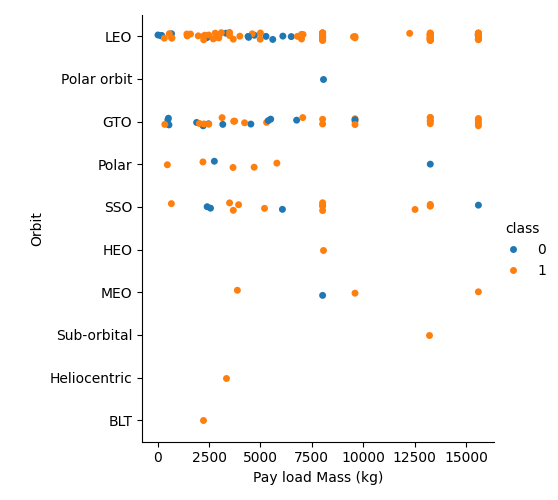 LEO
Polar orbit
GTO
Polar
SSO
HEO
MEO
Sub-orbital
Heliocentric
BLT
Orbit
0 2500 5000 7500 10000 12500 15000
Pay load Mass (kg)
class
0
1